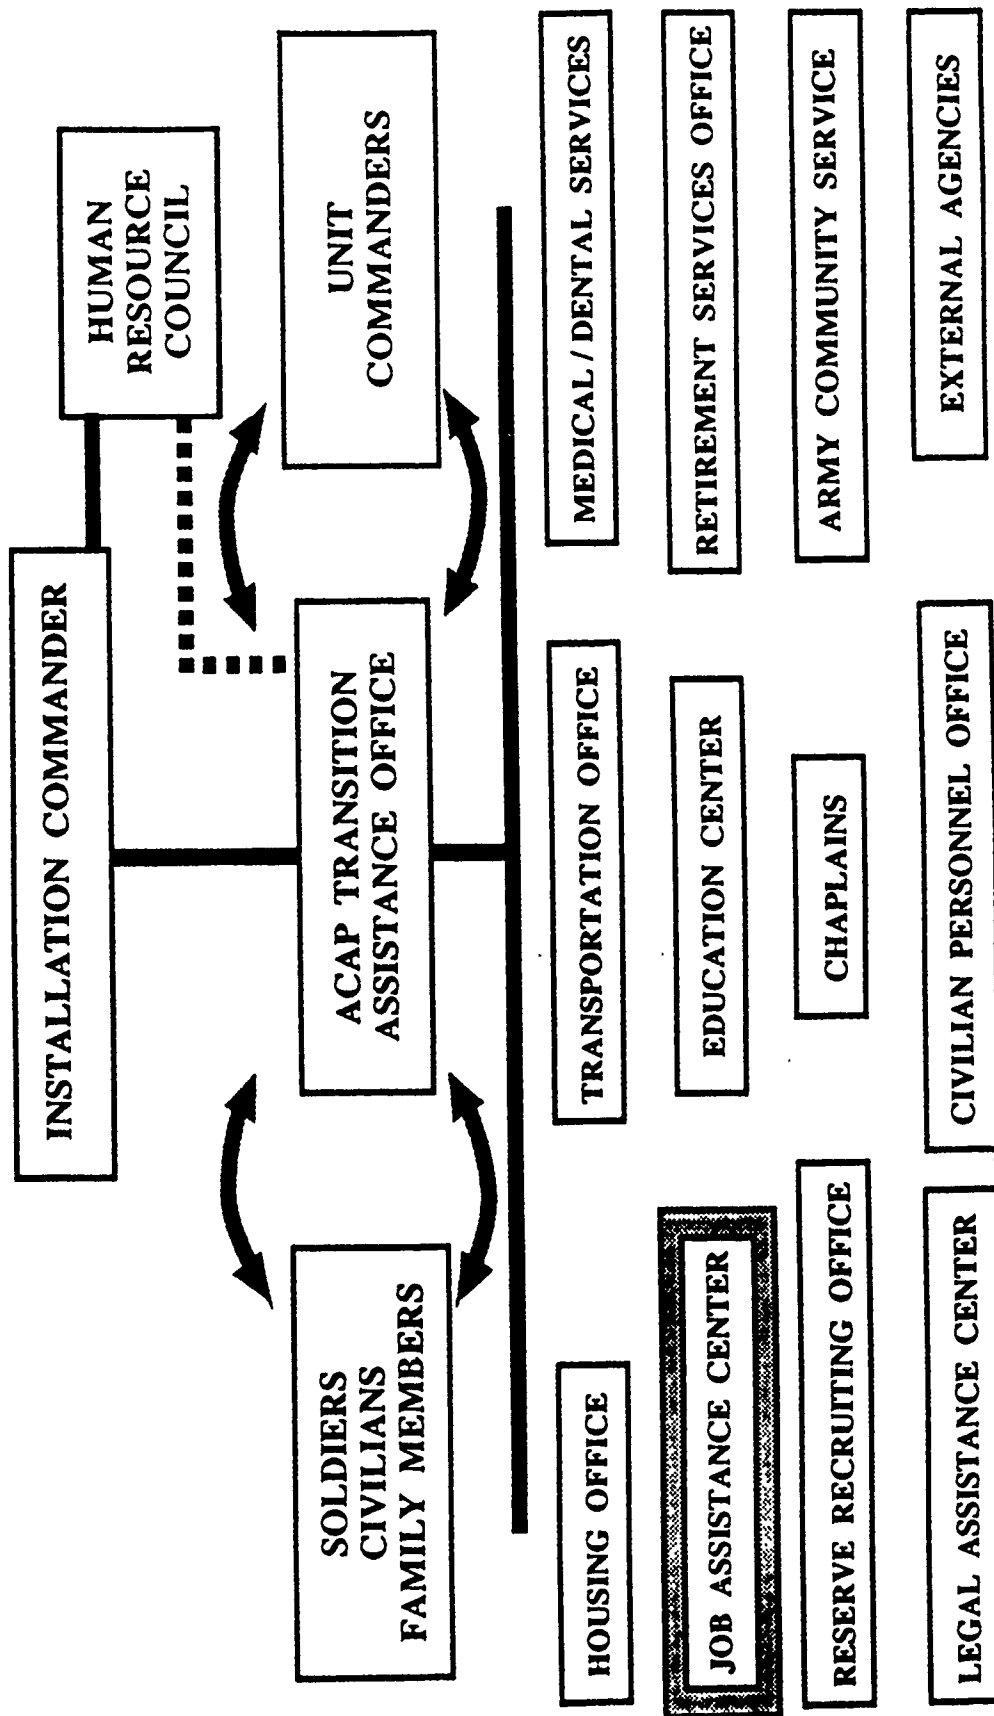 INSTALLATION COMMANDER
HUMAN
RESOURCE
COUNCIL
SOLDIERS
CIVILIANS
FAMILY MEMBERS
ACAP TRANSITION
ASSISTANCE OFFICE
UNIT
COMMANDERS
HOUSING OFFICE
TRANSPORTATION OFFICE
MEDICAL / DENTAL SERVICES
JOB ASSISTANCE CENTER
EDUCATION CENTER
RETIREMENT SERVICES OFFICE
RESERVE RECRUITING OFFICE
CHAPLAINS
ARMY COMMUNITY SERVICE
LEGAL ASSISTANCE CENTER
CIVILIAN PERSONNEL OFFICE
EXTERNAL AGENCIES